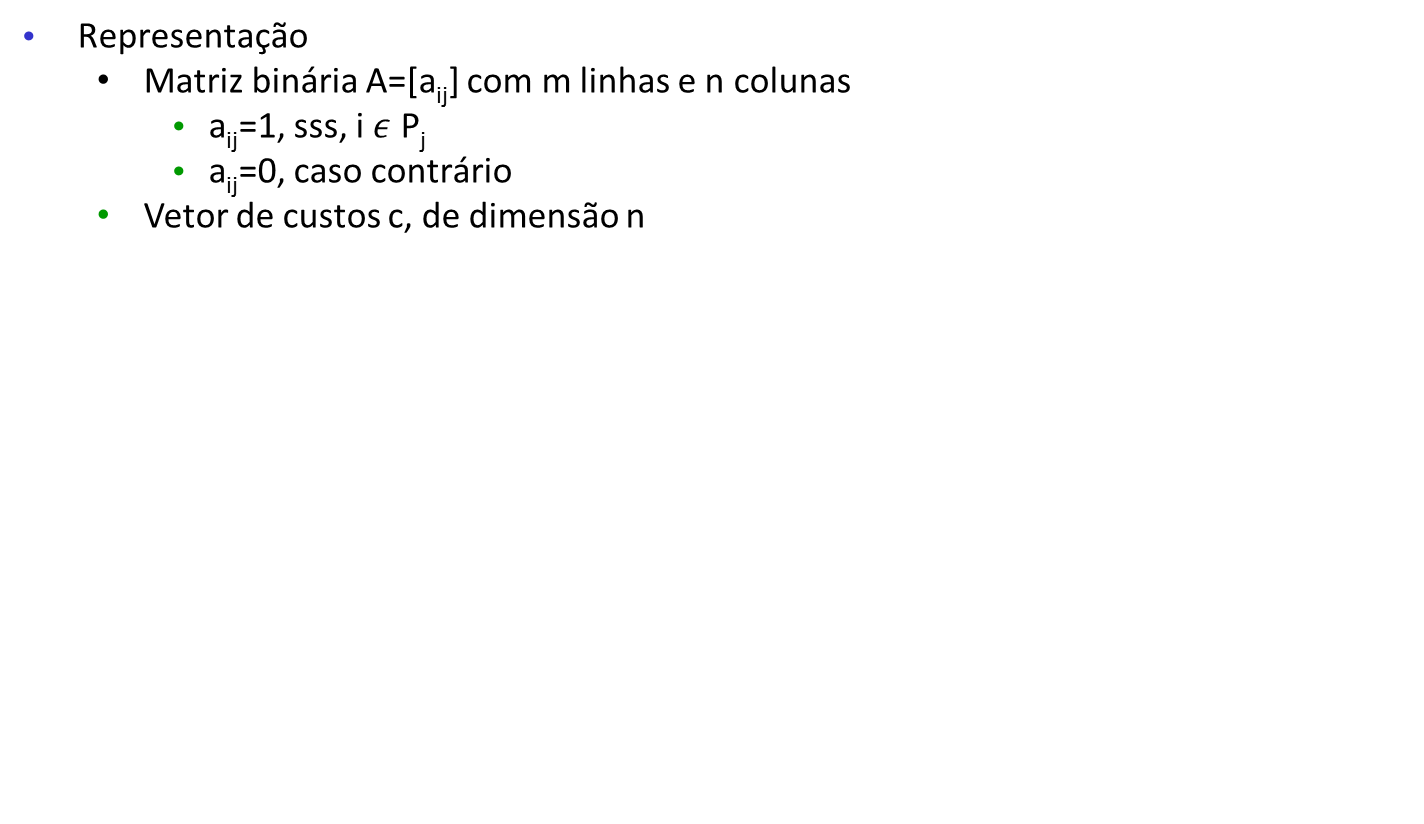 • Representação
• Matriz binária A=[aij] com m linhas e n colunas
• aij=1, sss, i ϵ Pj
• aij=0, caso contrário
• Vetor de custos c, de dimensão n